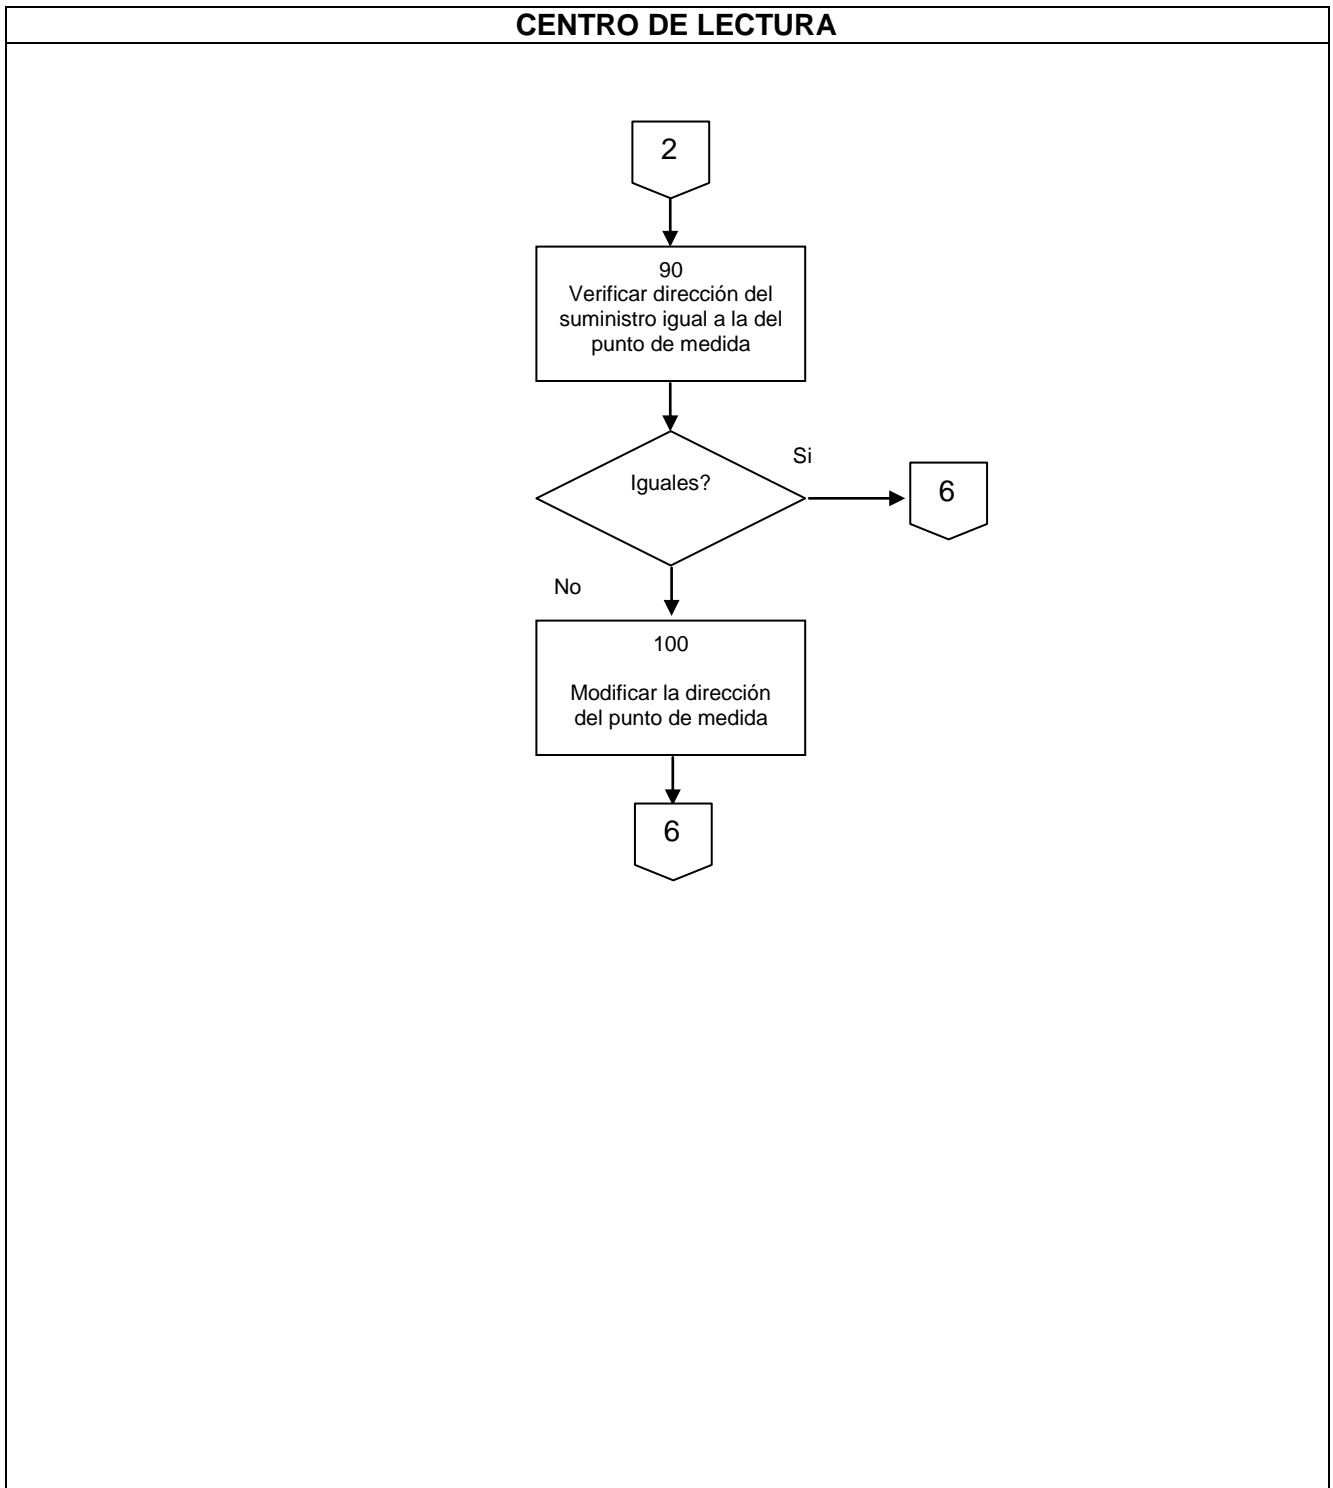 CENTRO DE LECTURA
2
90
Verificar dirección del
suministro igual a la del
punto de medida
Si
Iguales?
6
No
100
Modificar la dirección
del punto de medida
6